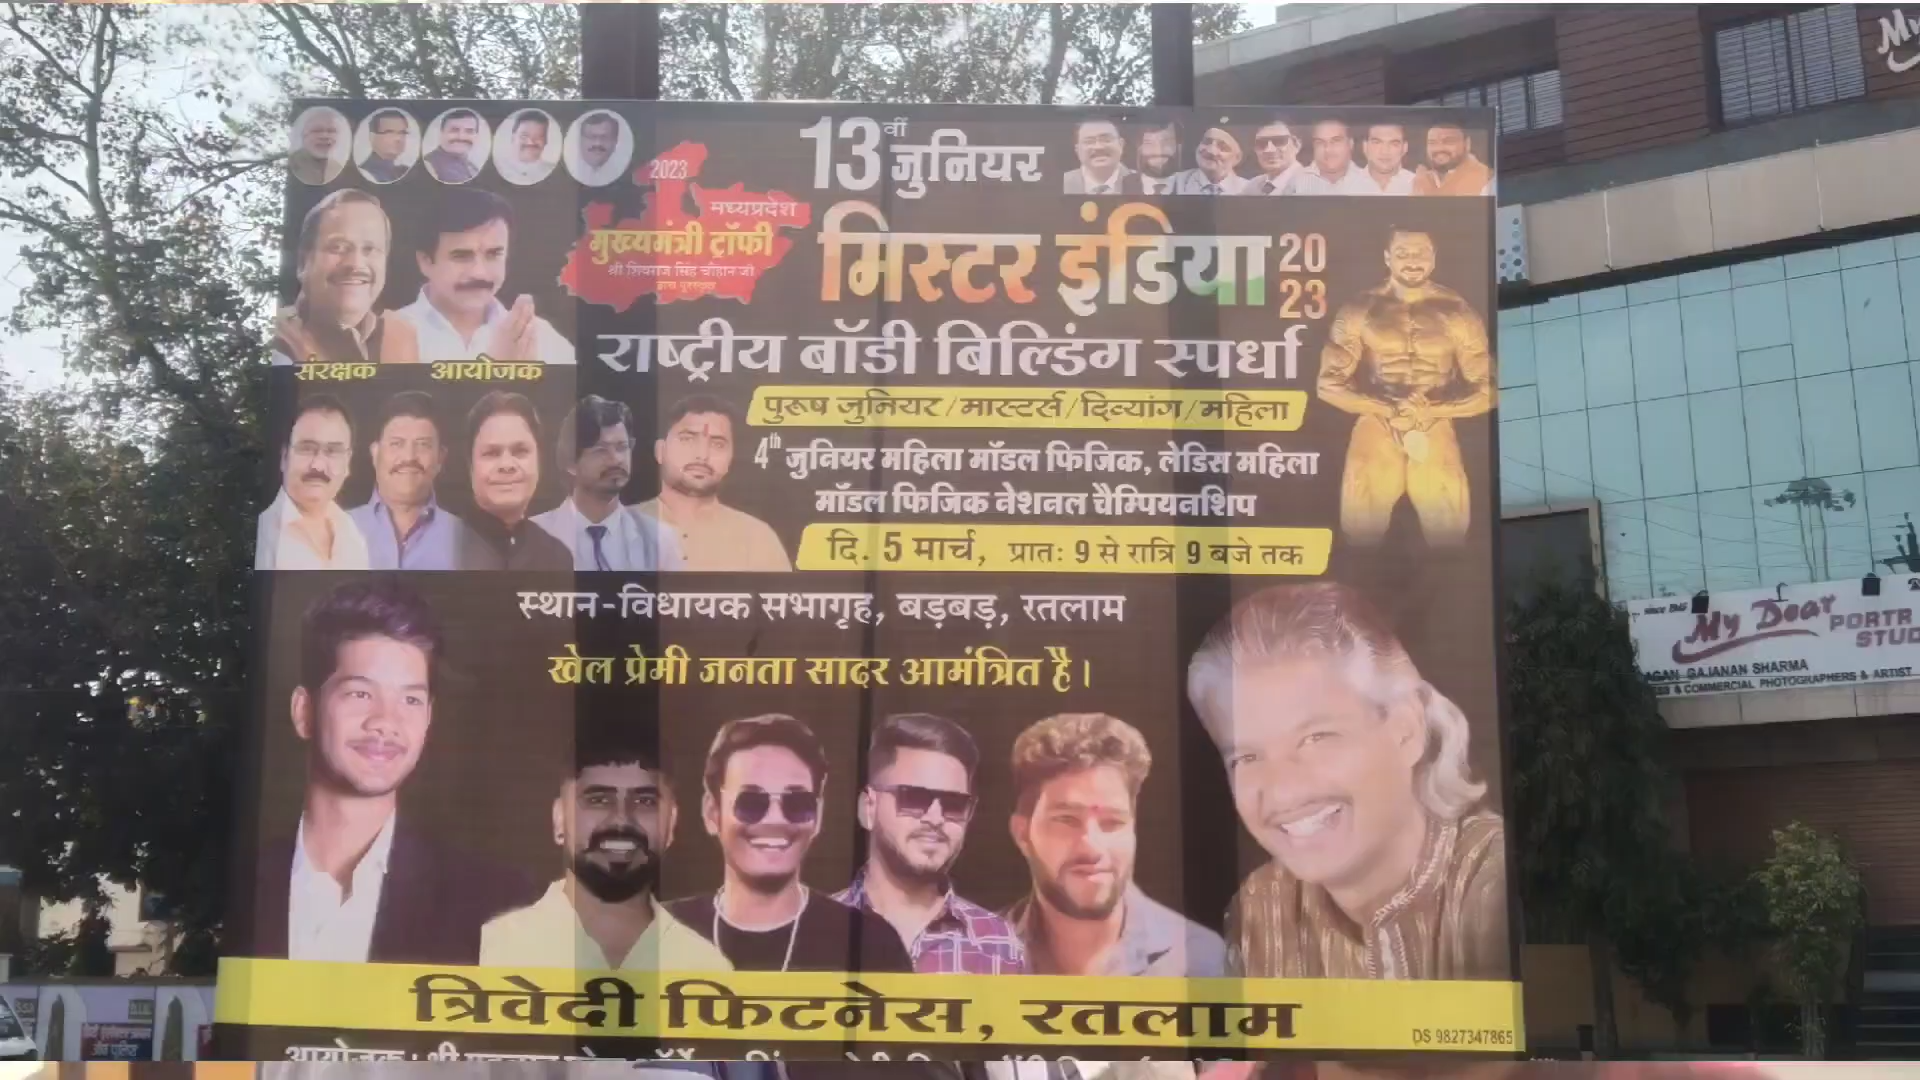 13वीं जुनियर
2023
मध्यप्रदेश
मुख्यमंत्री ट्रॉफी
श्री शिवराज सिंह चौहान जी
द्वारा पुरस्कृत
मिस्टर इंडिया 2023
राष्ट्रीय बॉडी बिल्डिंग स्पर्धा
संरक्षक आयोजक
पुरूष जुनियर/मास्टर्स/दिव्यांग/महिला
4th जुनियर महिला मॉडल फिजिक, लेडिस महिला
मॉडल फिजिक नेशनल चैम्पियनशिप
दि. 5 मार्च, प्रातः 9 से रात्रि 9 बजे तक
स्थान-विधायक सभागृह, बड़बड़, रतलाम
खेल प्रेमी जनता सादर आमंत्रित है।
त्रिवेदी फिटनेस, रतलाम
DS 9827347865
My Dear PORTR
STUD
GAJANAN SHARMA
& COMMERCIAL PHOTOGRAPHERS & ARTIST